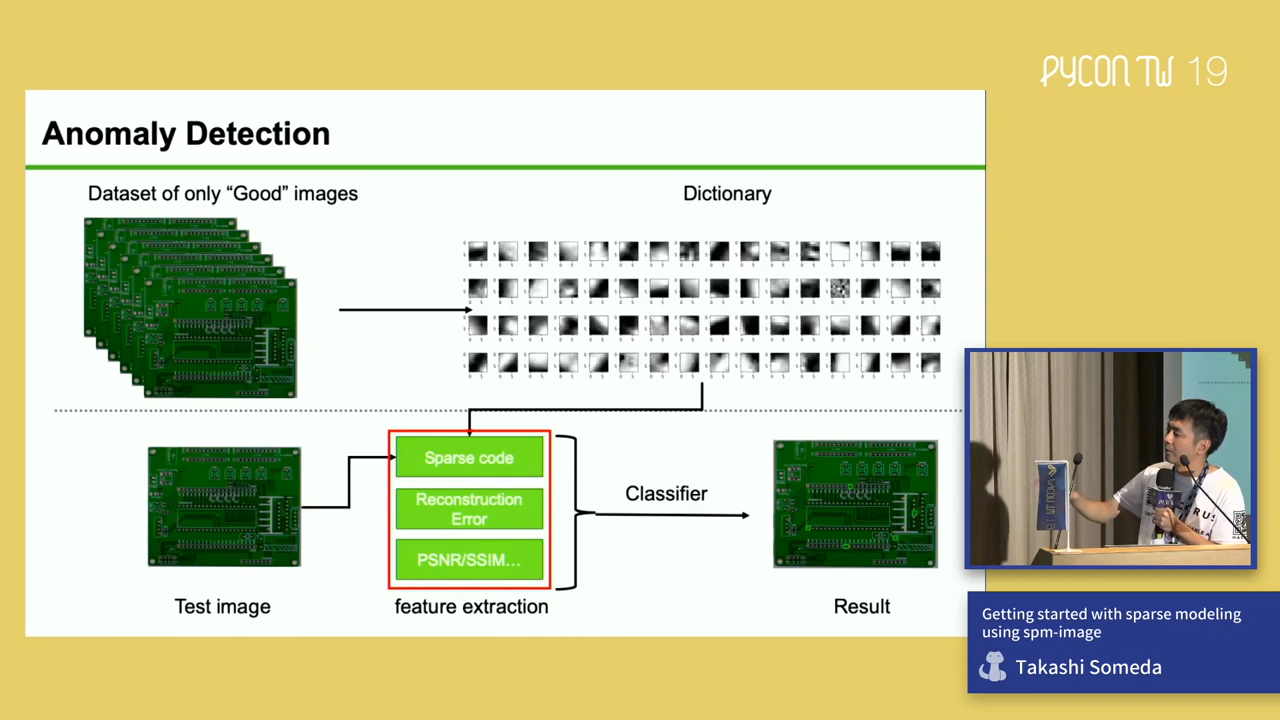 PYCON TW 19
Anomaly Detection
Dataset of only “Good” images
Dictionary
Sparse code
Reconstruction
Error
PSNR/SSIM…
Classifier
Test image
feature extraction
Result
Getting started with sparse modeling
using spm-image
Takashi Someda